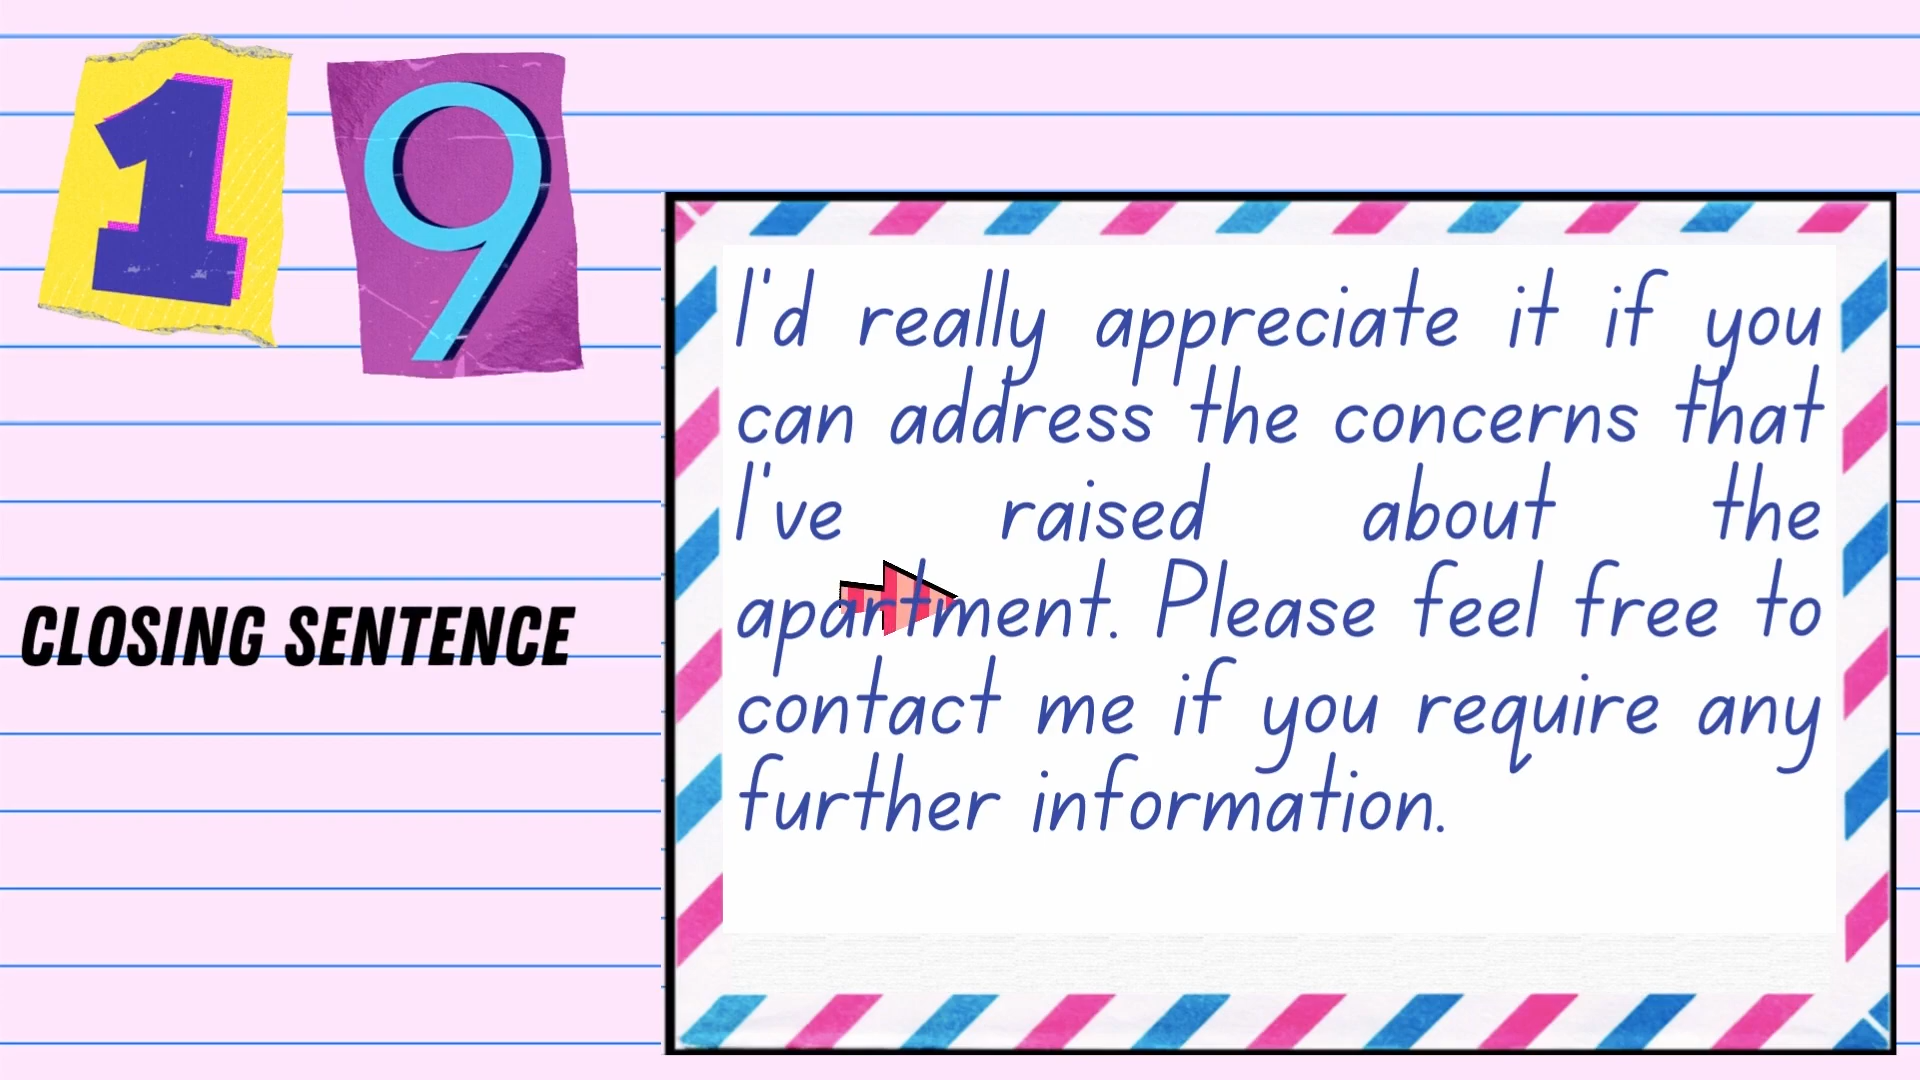 19
CLOSING SENTENCE
I'd really appreciate it if you
can address the concerns that
I've raised about the
apartment. Please feel free to
contact me if you require any
further information.